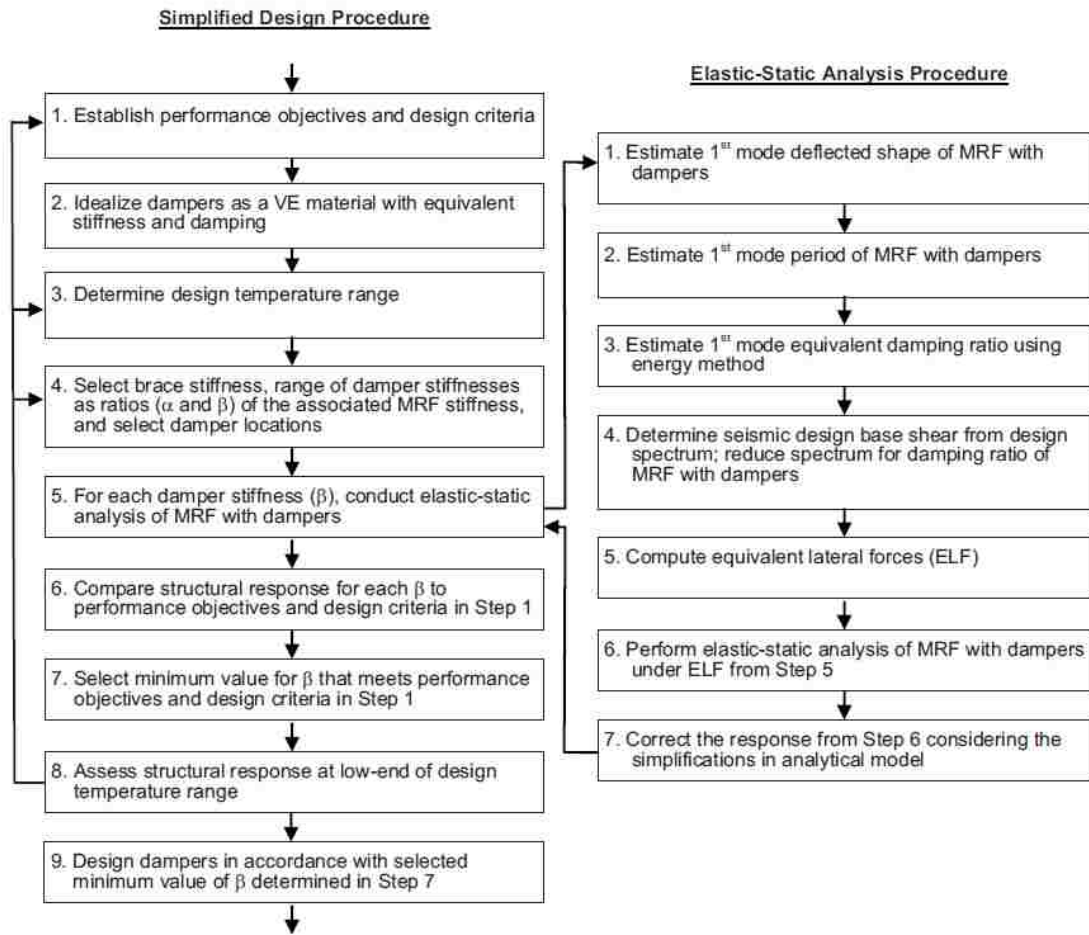 Simplified Design Procedure
1. Establish performance objectives and design criteria
2. Idealize dampers as a VE material with equivalent
stiffness and damping
3. Determine design temperature range
4. Select brace stiffness, range of damper stiffnesses
as ratios (α and β) of the associated MRF stiffness,
and select damper locations
5. For each damper stiffness (β), conduct elastic-static
analysis of MRF with dampers
6. Compare structural response for each β to
performance objectives and design criteria in Step 1
7. Select minimum value for β that meets performance
objectives and design criteria in Step 1
8. Assess structural response at low-end of design
temperature range
9. Design dampers in accordance with selected
minimum value of β determined in Step 7
Elastic-Static Analysis Procedure
1. Estimate 1st mode deflected shape of MRF with
dampers
2. Estimate 1st mode period of MRF with dampers
3. Estimate 1st mode equivalent damping ratio using
energy method
4. Determine seismic design base shear from design
spectrum; reduce spectrum for damping ratio of
MRF with dampers
5. Compute equivalent lateral forces (ELF)
6. Perform elastic-static analysis of MRF with dampers
under ELF from Step 5
7. Correct the response from Step 6 considering the
simplifications in analytical model